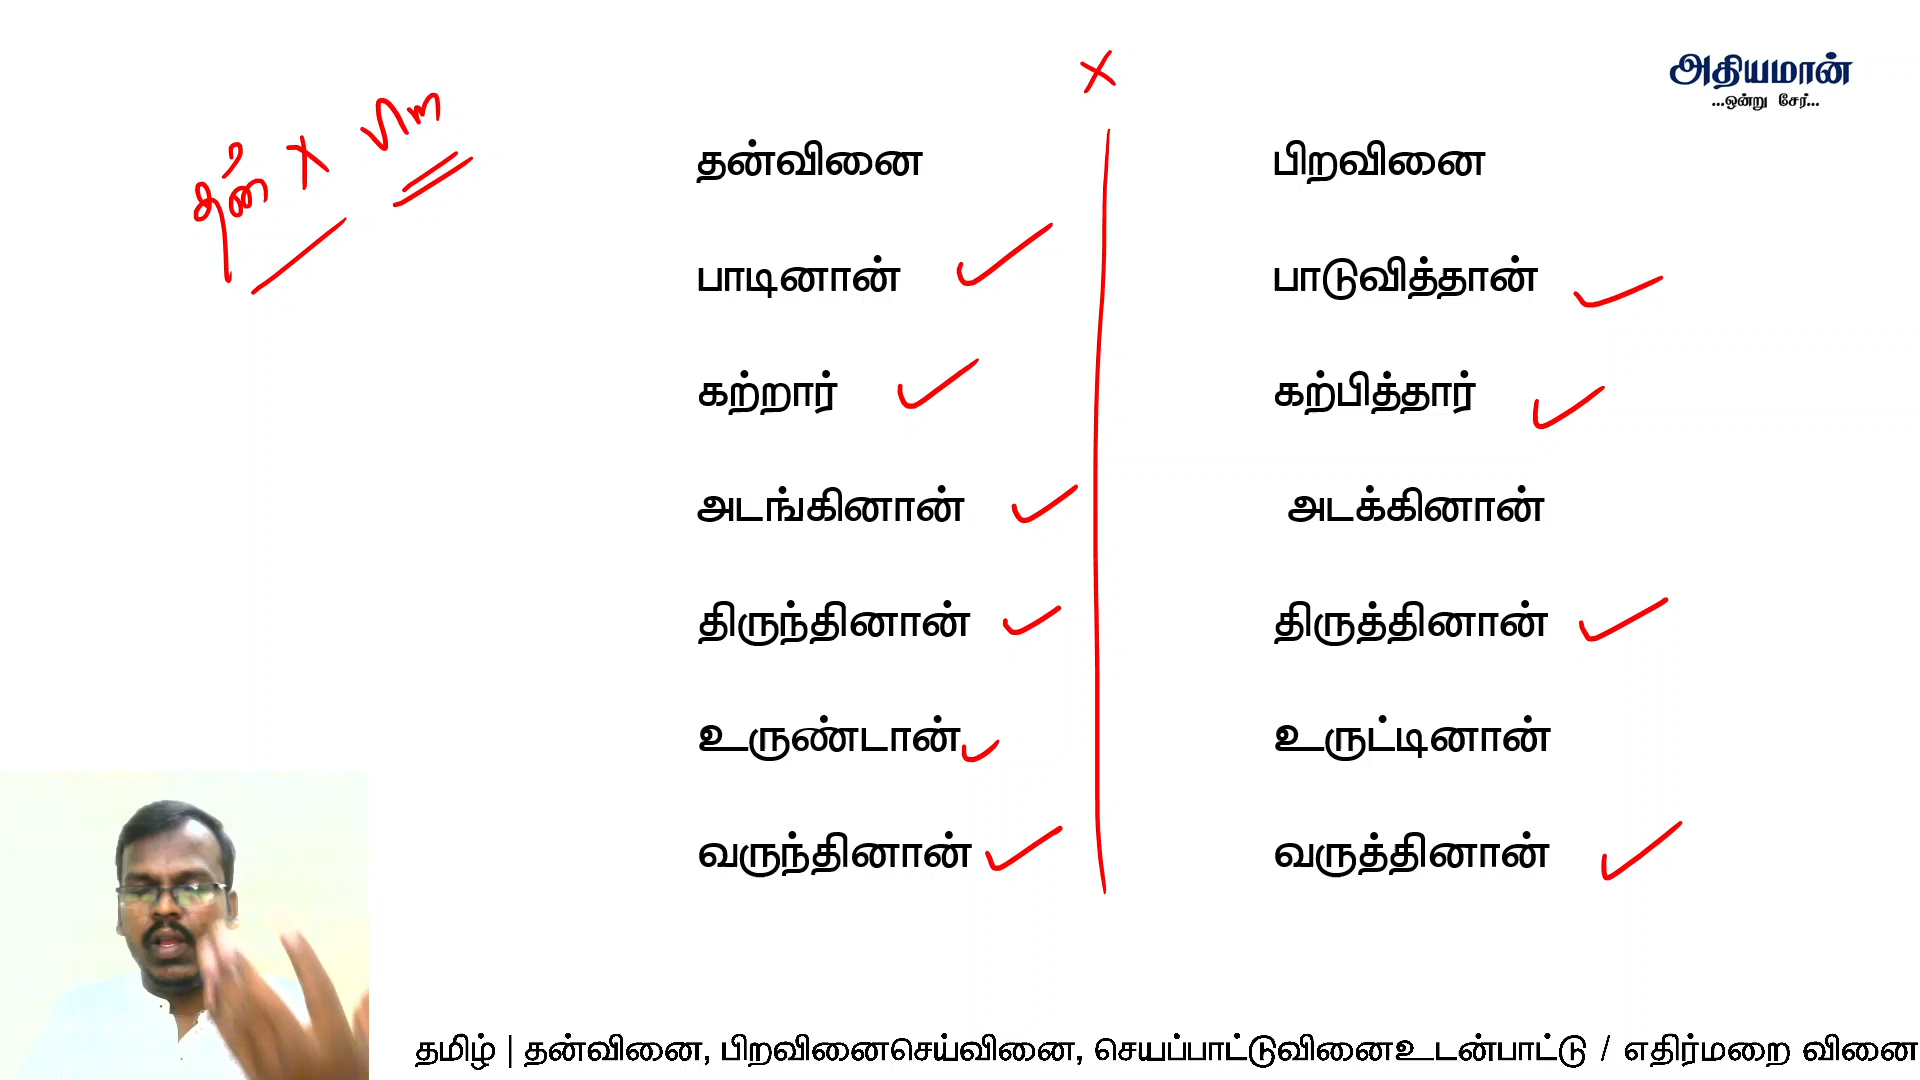 அதியமான்
...ஒன்று சேர்...
தன் X பிற
X
தன்வினை பிறவினை
பாடினான் பாடுவித்தான்
கற்றார் கற்பித்தார்
அடங்கினான் அடக்கினான்
திருந்தினான் திருத்தினான்
உருண்டான் உருட்டினான்
வருந்தினான் வருத்தினான்
தமிழ் | தன்வினை, பிறவினைசெய்வினை, செயப்பாட்டுவினைஉடன்பாட்டு / எதிர்மறை வினை